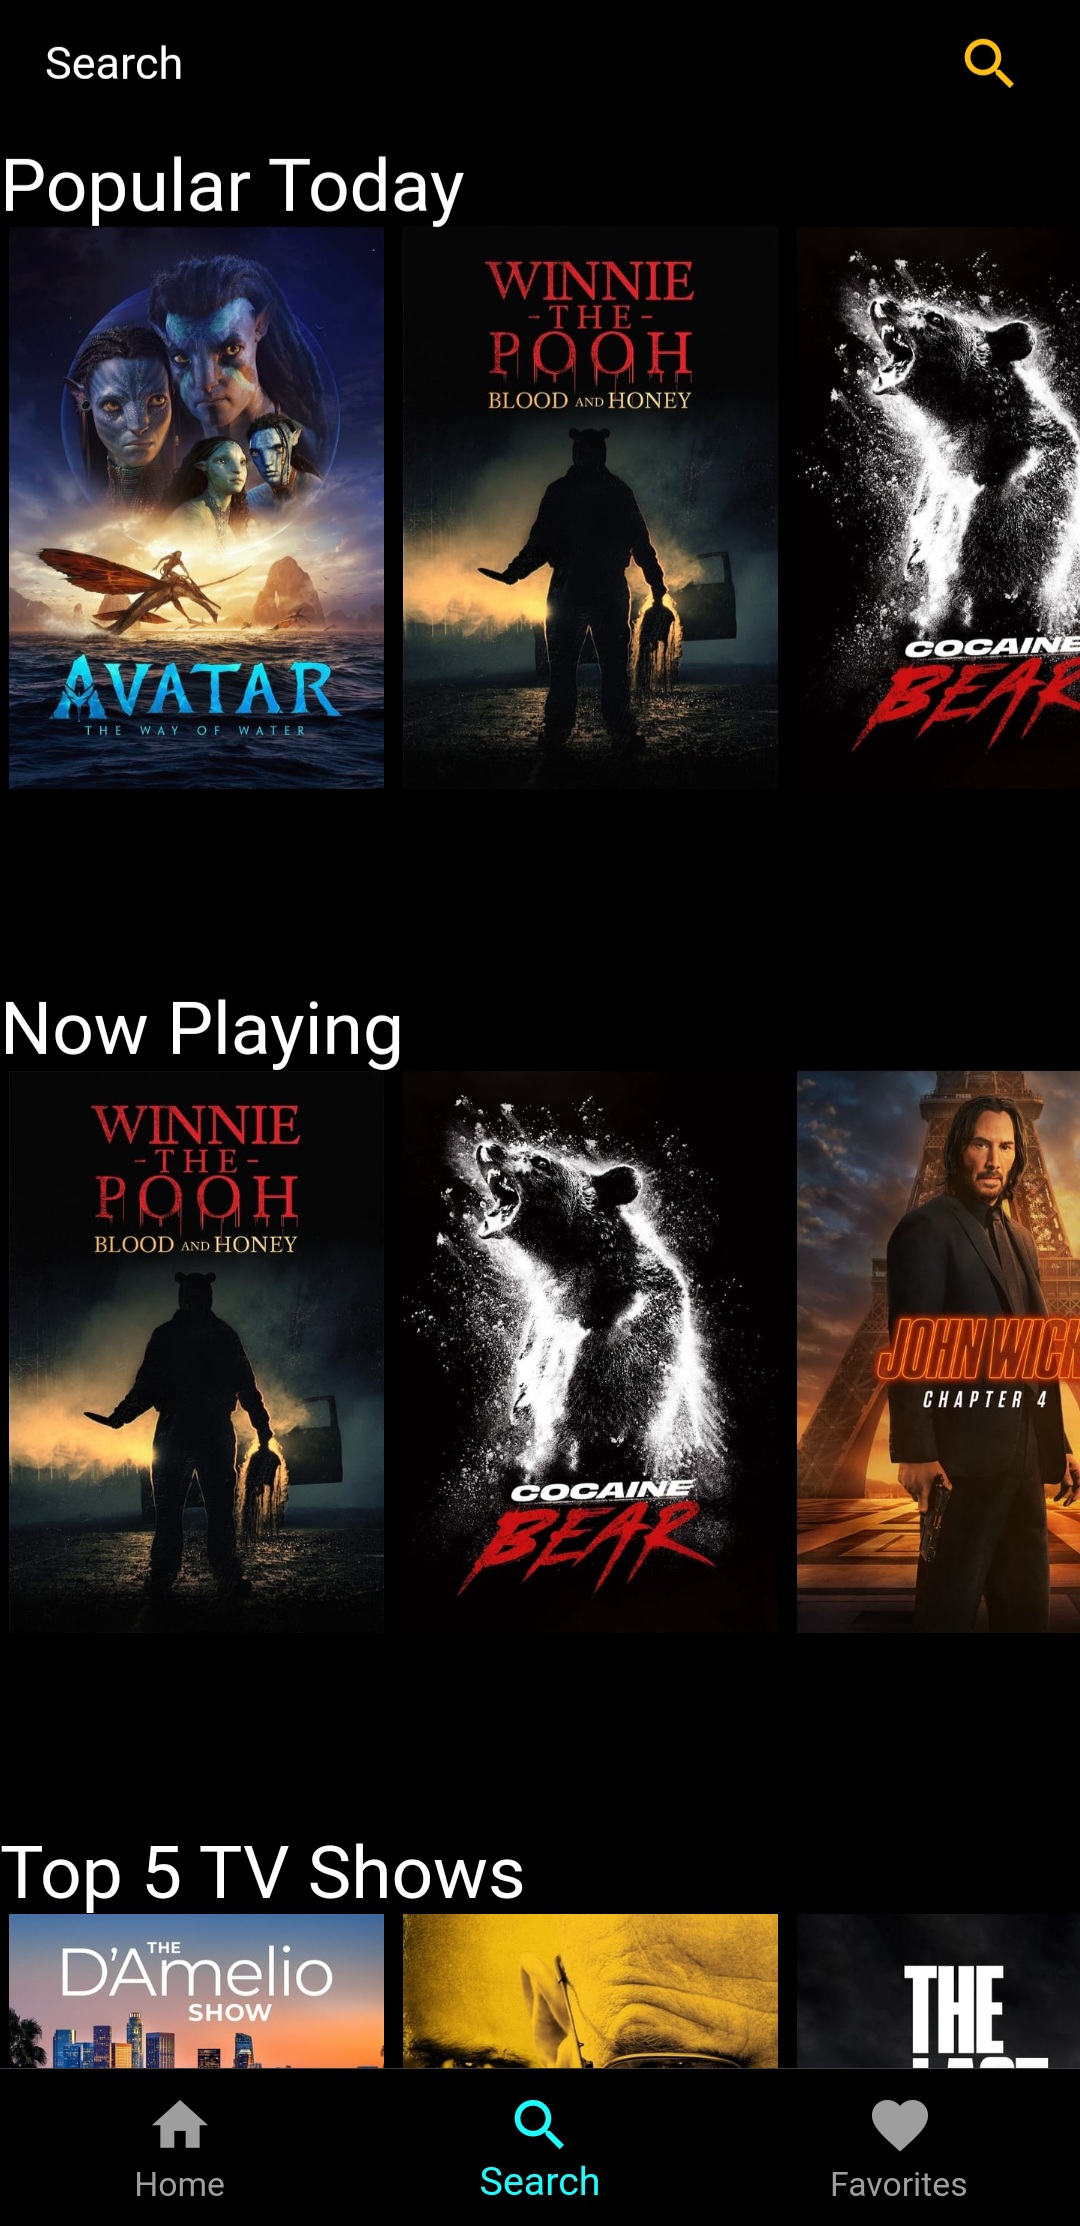 Search
Popular Today
AVATAR
THE WAY OF WATER
WINNIE
-THE-
POOH
BLOOD AND HONEY
COCAINE
BEAR
Now Playing
WINNIE
-THE-
POOH
BLOOD AND HONEY
COCAINE
BEAR
JOHN WICK
CHAPTER 4
Top 5 TV Shows
THE
D'Amelio
SHOW
THE
LAST
Home
Search
Favorites